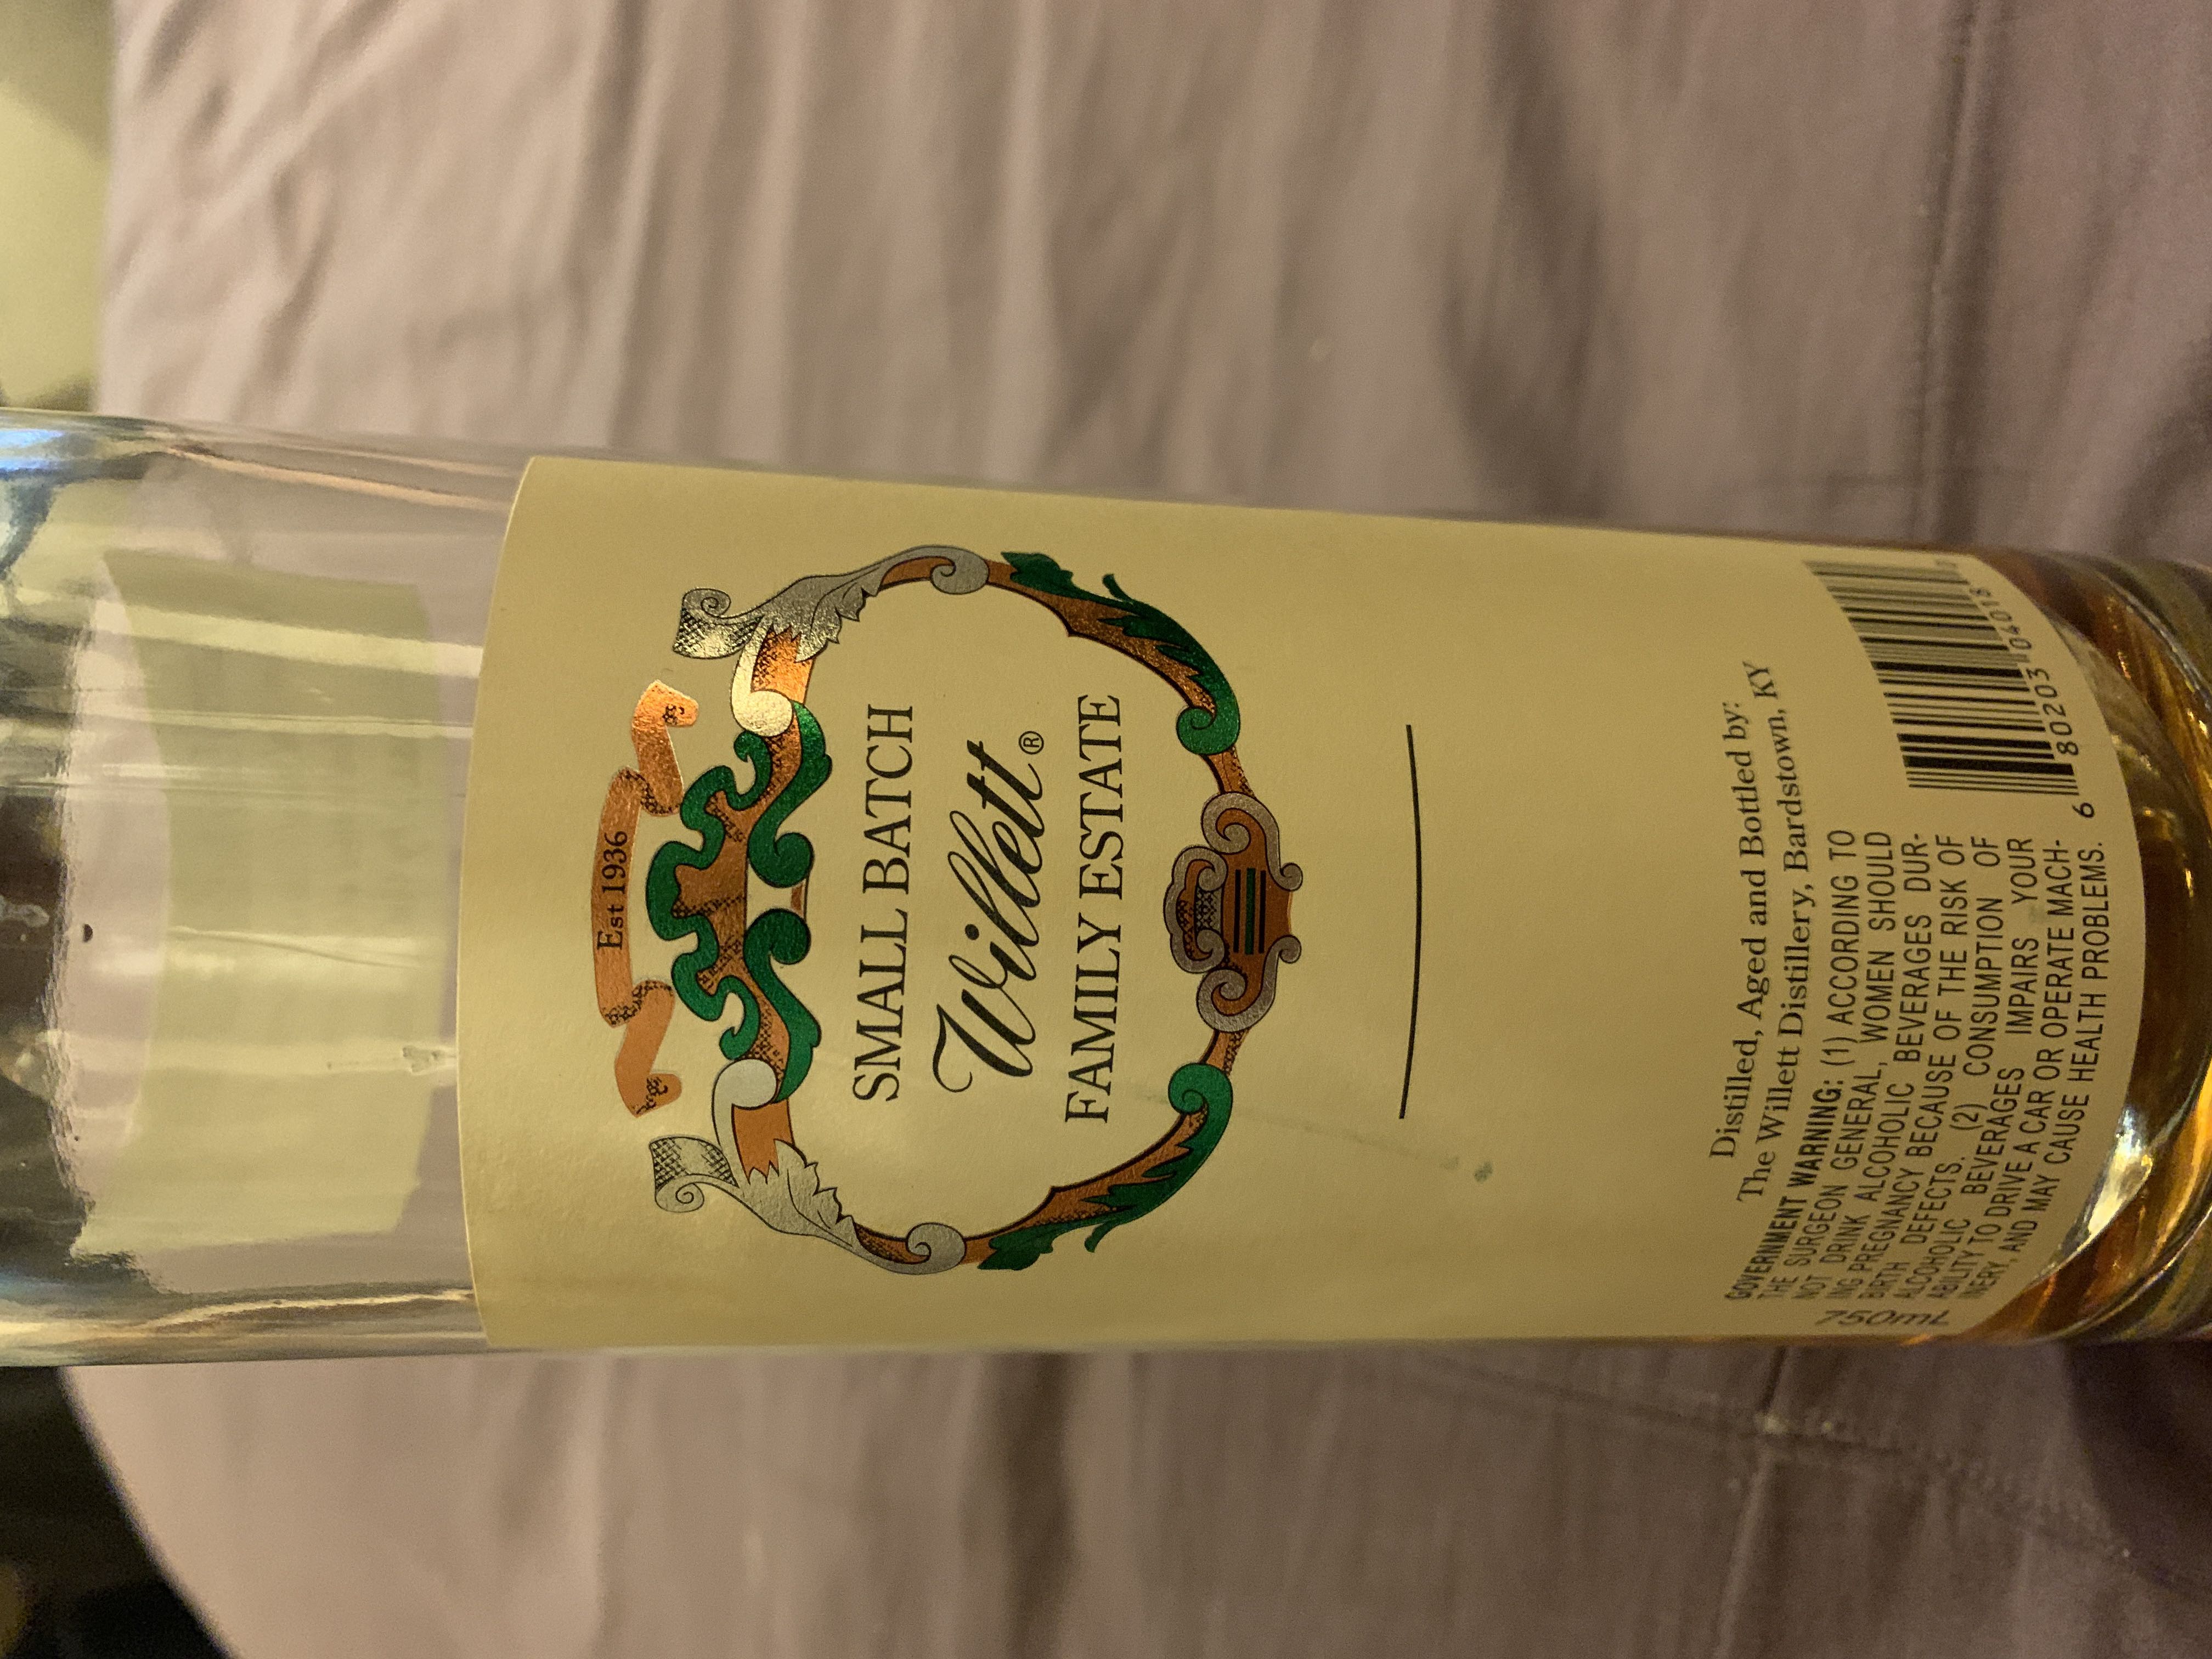 Est 1936
SMALL BATCH
Willett®
FAMILY ESTATE
Distilled, Aged and Bottled by:
The Willett Distillery, Bardstown, KY
GOVERNMENT WARNING: (1) ACCORDING TO
THE SURGEON GENERAL, WOMEN SHOULD
NOT DRINK ALCOHOLIC BEVERAGES DUR-
ING PREGNANCY BECAUSE OF THE RISK OF
BIRTH DEFECTS. (2) CONSUMPTION OF
ALCOHOLIC BEVERAGES IMPAIRS YOUR
ABILITY TO DRIVE A CAR OR OPERATE MACH-
INERY, AND MAY CAUSE HEALTH PROBLEMS.
750mL
6 80203 04018